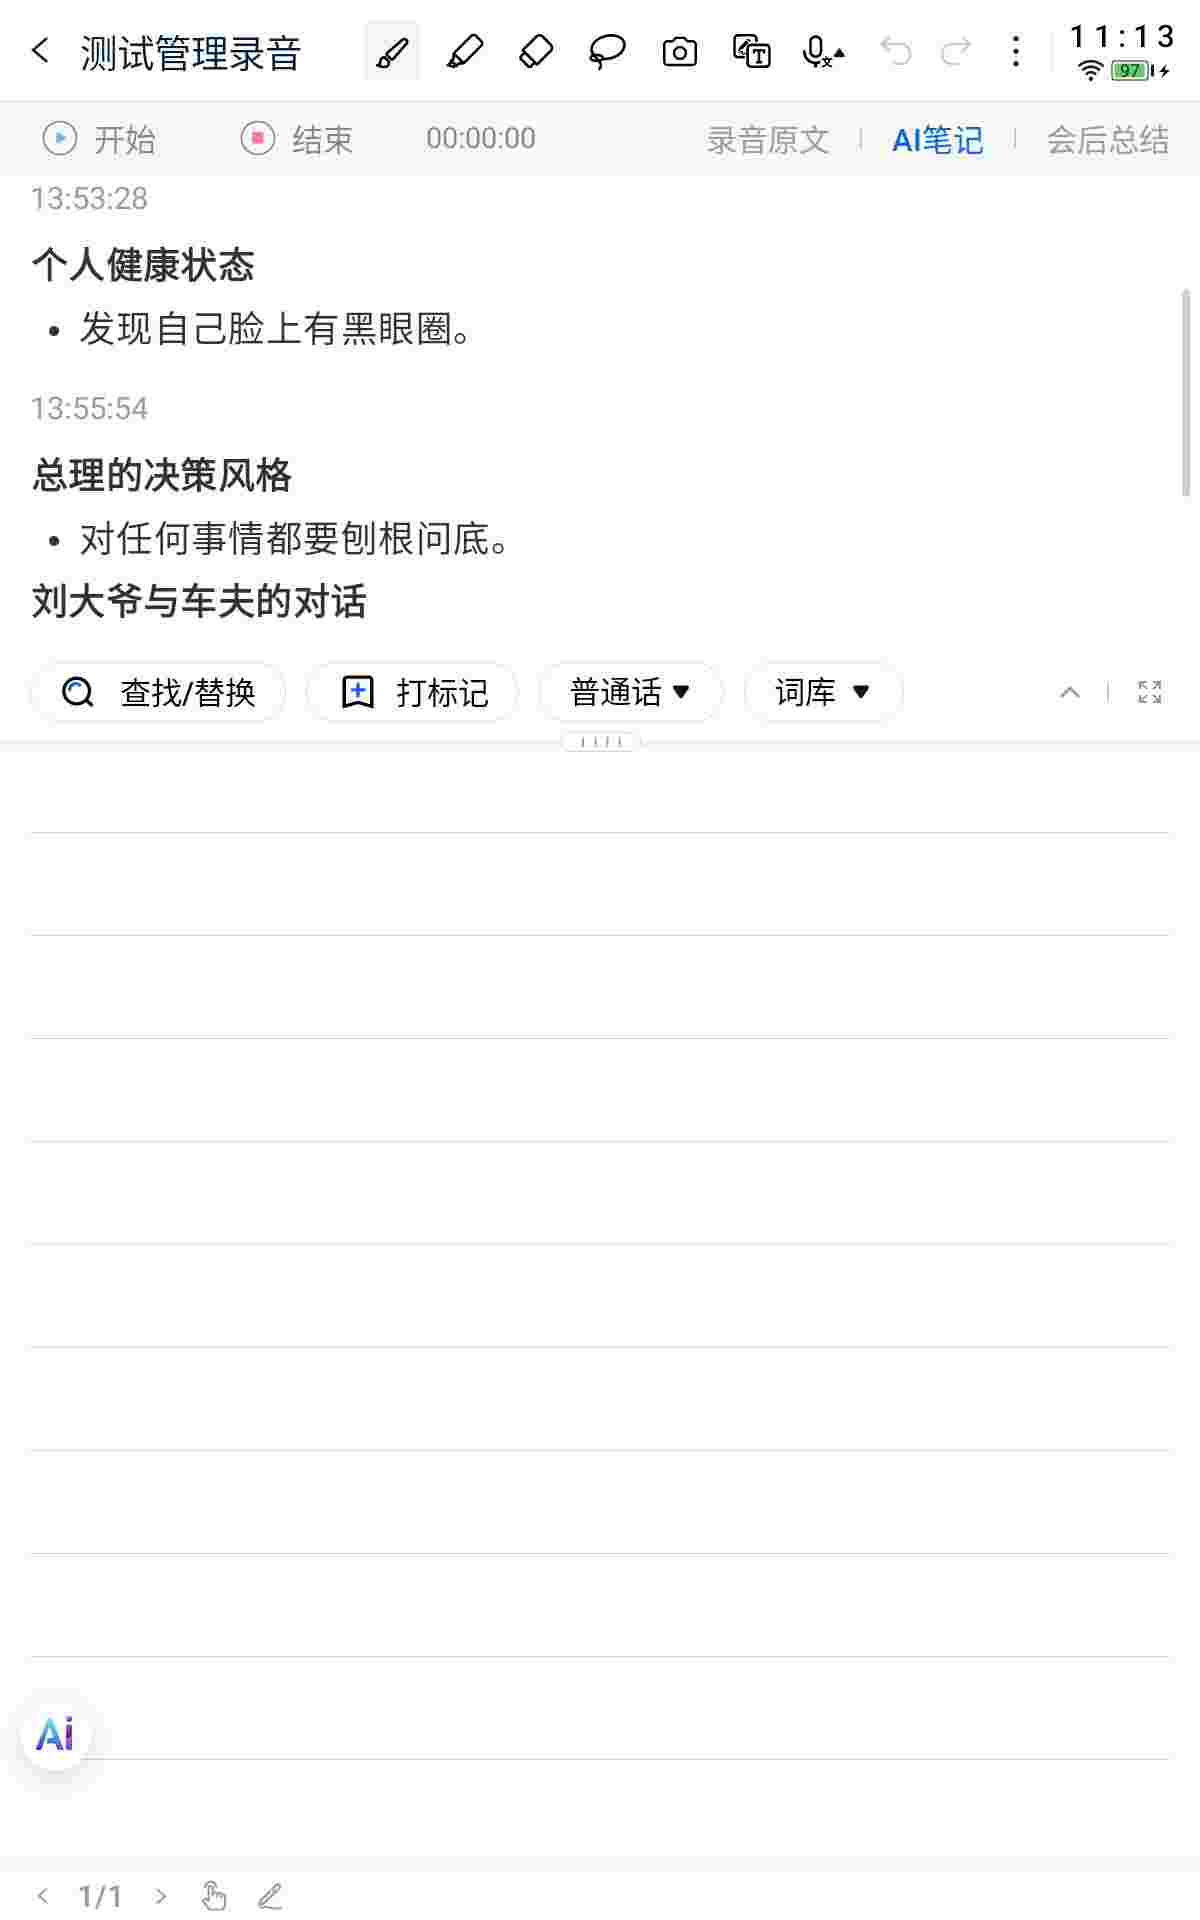 测试管理录音
11:13
97
开始 结束 00:00:00 录音原文 AI笔记 会后总结
13:53:28
个人健康状态
• 发现自己脸上有黑眼圈。
13:55:54
总理的决策风格
• 对任何事情都要刨根问底。
刘大爷与车夫的对话
查找/替换 打标记 普通话 词库
Ai
1/1